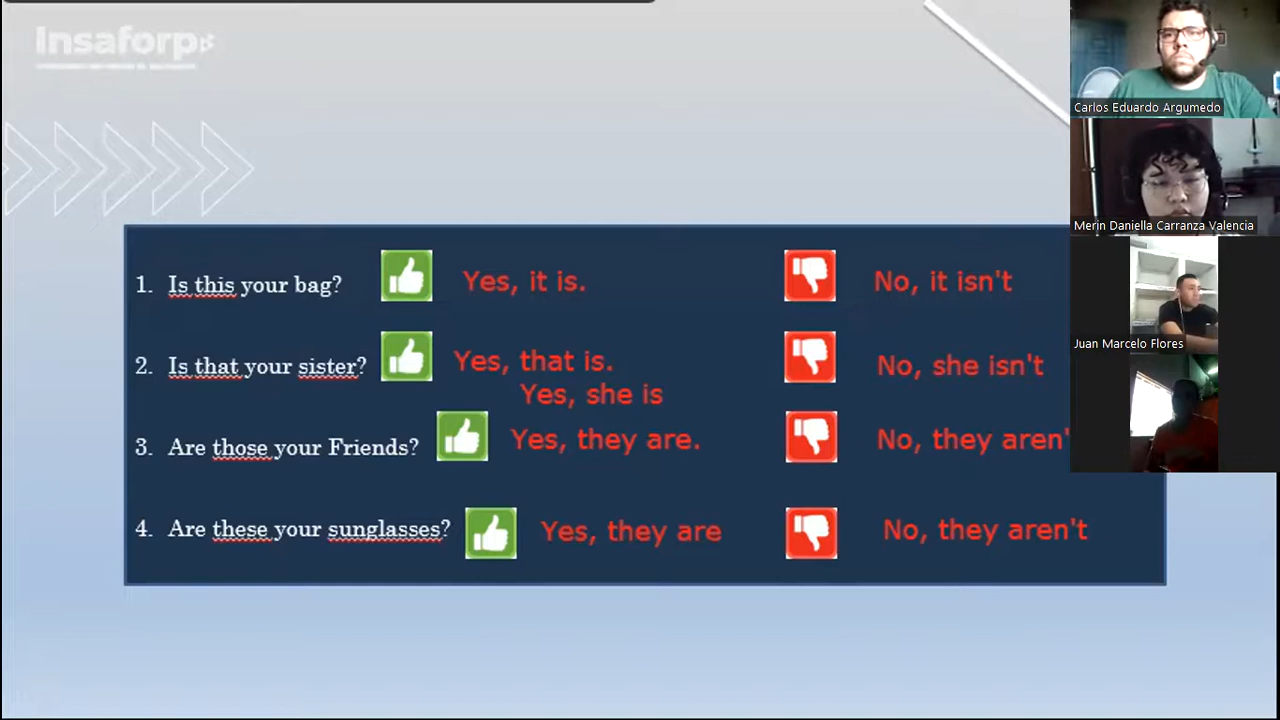 Insaforp
1. Is this your bag? Yes, it is. No, it isn't
2. Is that your sister? Yes, that is. No, she isn't
Yes, she is
3. Are those your Friends? Yes, they are. No, they aren'
4. Are these your sunglasses? Yes, they are No, they aren't
Carlos Eduardo Argumedo
Merin Daniella Carranza Valencia
Juan Marcelo Flores